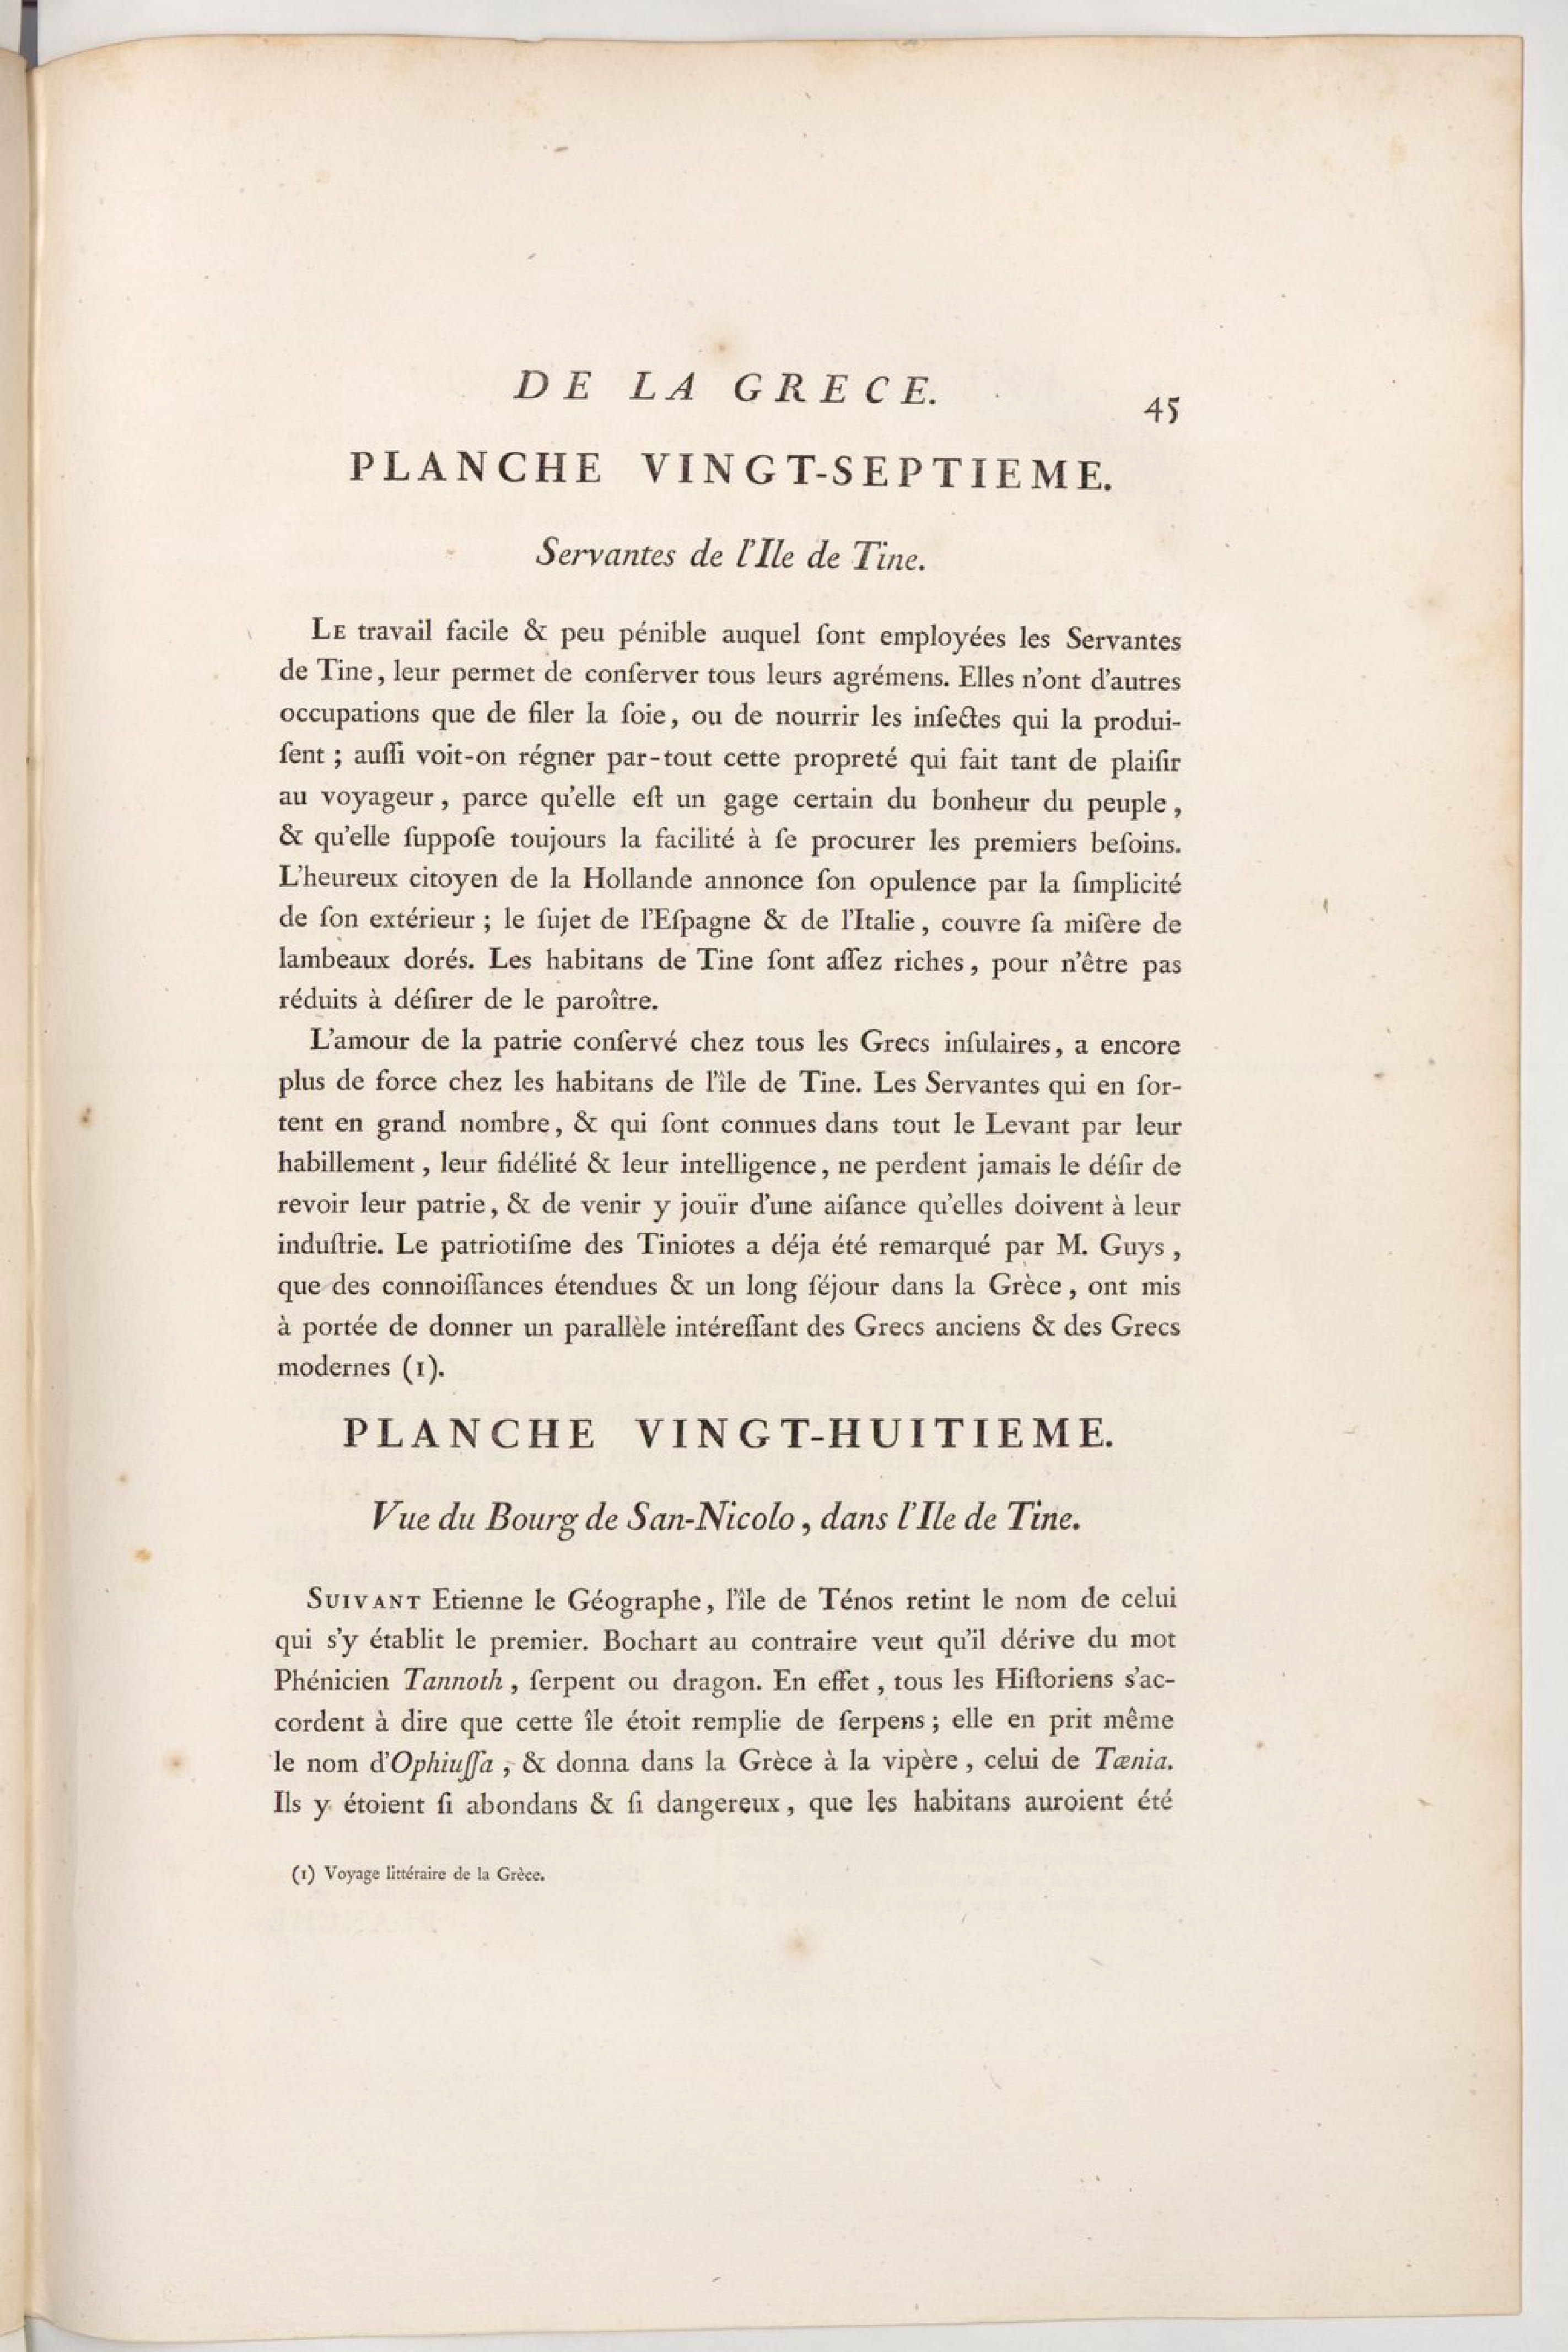 DE LA GRECE.
45
PLANCHE VINGT-SEPTIEME.
Servantes de l'Ile de Tine.
LE travail facile & peu pénible auquel ſont employées les Servantes
de Tine, leur permet de conſerver tous leurs agrémens. Elles n'ont d'autres
occupations que de filer la ſoie, ou de nourrir les inſectes qui la produi-
ſent ; auſſi voit-on régner par-tout cette propreté qui fait tant de plaiſir
au voyageur, parce qu'elle eſt un gage certain du bonheur du peuple,
& qu'elle ſuppoſe toujours la facilité à ſe procurer les premiers beſoins.
L'heureux citoyen de la Hollande annonce ſon opulence par la ſimplicité
de ſon extérieur ; le ſujet de l'Eſpagne & de l'Italie, couvre ſa miſère de
lambeaux dorés. Les habitans de Tine ſont aſſez riches, pour n'être pas
réduits à déſirer de le paroître.
L'amour de la patrie conſervé chez tous les Grecs inſulaires, a encore
plus de force chez les habitans de l'île de Tine. Les Servantes qui en ſor-
tent en grand nombre, & qui ſont connues dans tout le Levant par leur
habillement, leur fidélité & leur intelligence, ne perdent jamais le déſir de
revoir leur patrie, & de venir y jouïr d'une aiſance qu'elles doivent à leur
induſtrie. Le patriotiſme des Tiniotes a déja été remarqué par M. Guys,
que des connoiſſances étendues & un long ſéjour dans la Grèce, ont mis
à portée de donner un parallèle intéreſſant des Grecs anciens & des Grecs
modernes (1).
PLANCHE VINGT-HUITIEME.
Vue du Bourg de San-Nicolo, dans l'Ile de Tine.
SUIVANT Etienne le Géographe, l'île de Ténos retint le nom de celui
qui s'y établit le premier. Bochart au contraire veut qu'il dérive du mot
Phénicien Tannoth, ſerpent ou dragon. En effet, tous les Hiſtoriens s'ac-
cordent à dire que cette île étoit remplie de ſerpens ; elle en prit même
le nom d'Ophiuſſa, & donna dans la Grèce à la vipère, celui de Tænia.
Ils y étoient ſi abondans & ſi dangereux, que les habitans auroient été
(1) Voyage littéraire de la Grèce.